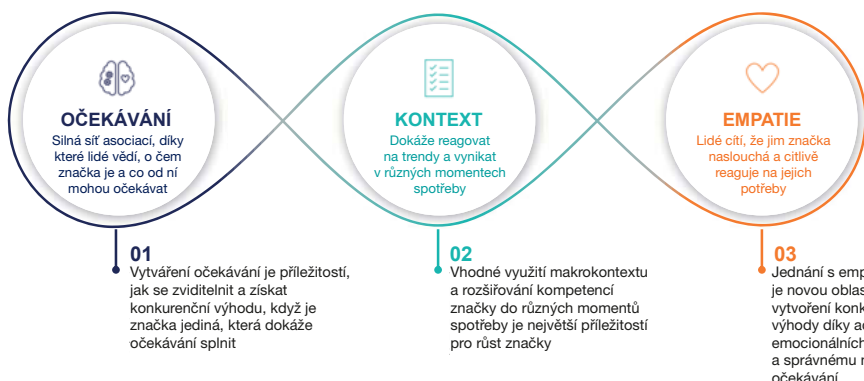 OČEKÁVÁNÍ
Silná síť asociací, díky
které lidé vědí, o čem
značka je a co od ní
mohou očekávat
KONTEXT
Dokáže reagovat
na trendy a vynikat
v různých momentech
spotřeby
EMPATIE
Lidé cítí, že jim značka
naslouchá a citlivě
reaguje na jejich
potřeby
01
Vytváření očekávání je příležitostí,
jak se zviditelnit a získat
konkurenční výhodu, když je
značka jediná, která dokáže
očekávání splnit
02
Vhodné využití makrokontextu
a rozšiřování kompetencí
značky do různých momentů
spotřeby je největší příležitostí
pro růst značky
03
Jednání s
je novou
vytvoření
výhody díky
emocionálních
a správnému
očekávání